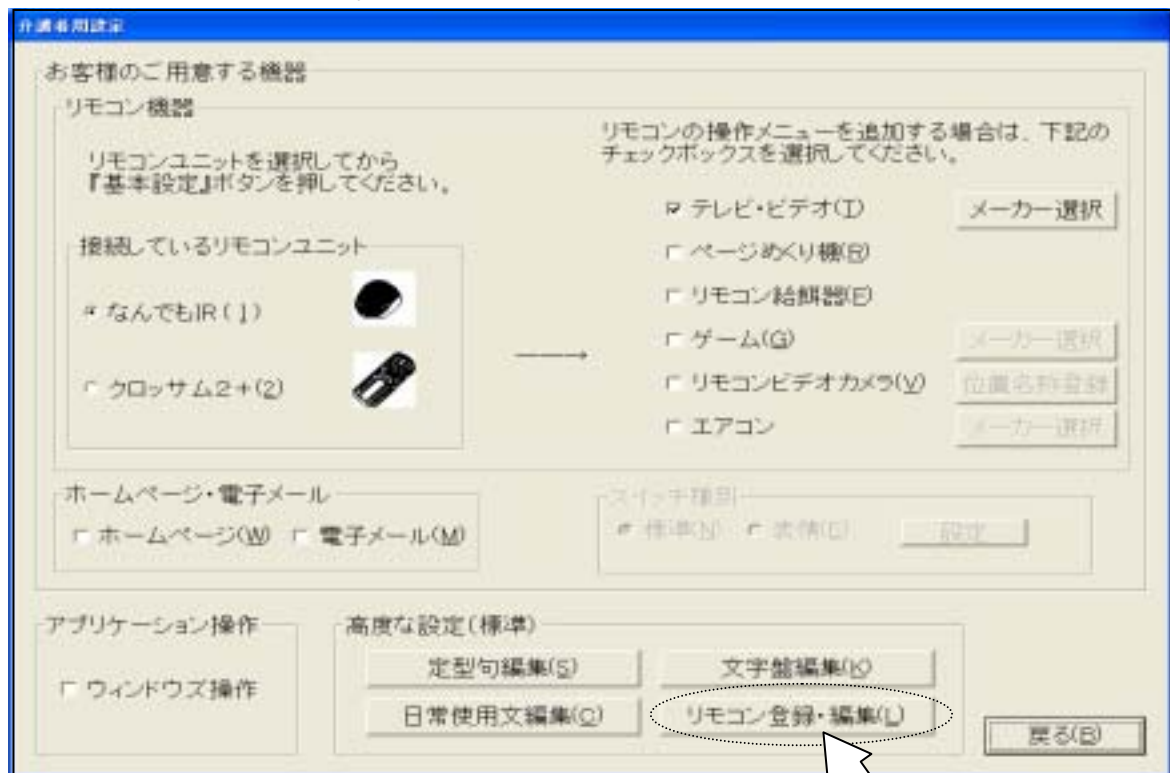 介護者用設定
お客様のご用意する機器
リモコン機器
リモコンユニットを選択してから
『基本設定』ボタンを押してください。
リモコンの操作メニューを追加する場合は、下記の
チェックボックスを選択してください。
接続しているリモコンユニット
なんでもIR(1)
クロッサム2+(2)
テレビ・ビデオ(T) メーカー選択
ページめくり機(R)
リモコン給餌器(E)
ゲーム(G) メーカー選択
リモコンビデオカメラ(V) 位置名称登録
エアコン メーカー選択
ホームページ・電子メール
ホームページ(W) 電子メール(M)
スイッチ種別
標準(N) 設定
アプリケーション操作
ウィンドウズ操作
高度な設定(標準)
定型句編集(S) 文字盤編集(K)
日常使用文編集(O) リモコン登録・編集(L)
戻る(B)